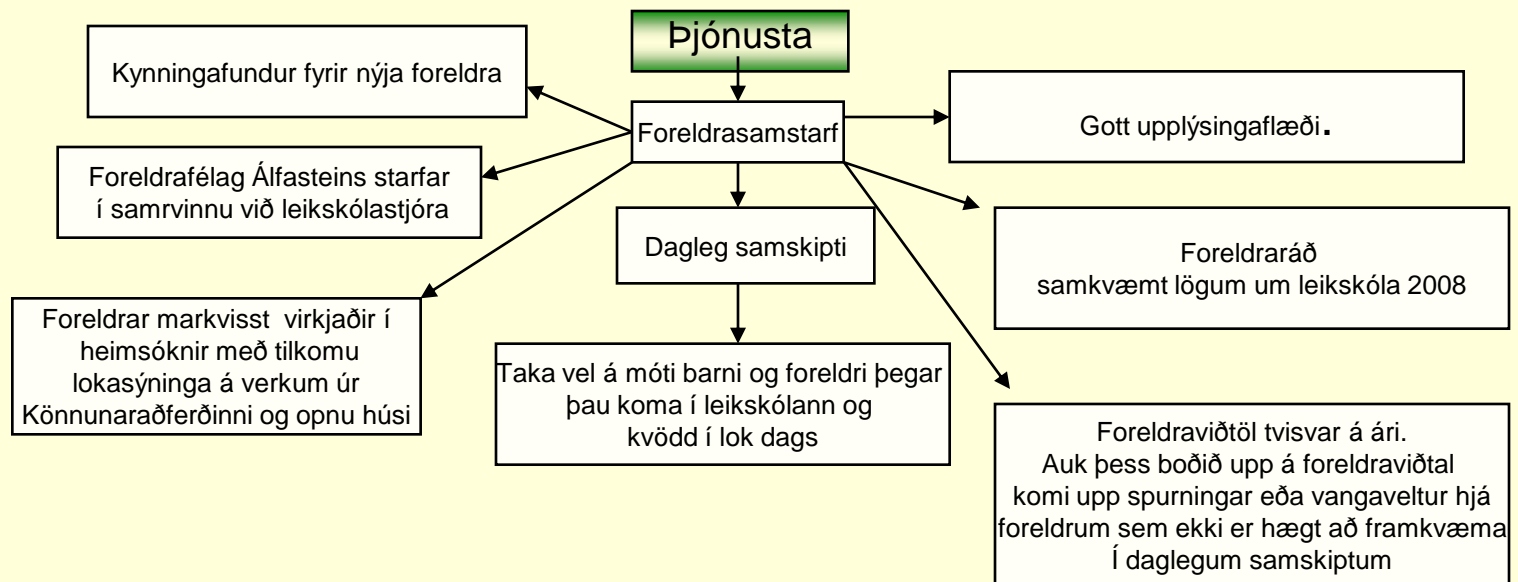 Þjónusta
Kynningafundur fyrir nýja foreldra
Foreldrasamstarf
Gott upplýsingaflæði.
Foreldrafélag Álfasteins starfar
í samrvinnu við leikskólastjóra
Dagleg samskipti
Foreldraráð
samkvæmt lögum um leikskóla 2008
Foreldrar markvisst virkjaðir í
heimsóknir með tilkomu
lokasýninga á verkum úr
Könnunaraðferðinni og opnu húsi
Taka vel á móti barni og foreldri þegar
þau koma í leikskólann og
kvödd í lok dags
Foreldraviðtöl tvisvar á ári.
Auk þess boðið upp á foreldraviðtal
komi upp spurningar eða vangaveltur hjá
foreldrum sem ekki er hægt að framkvæma
Í daglegum samskiptum